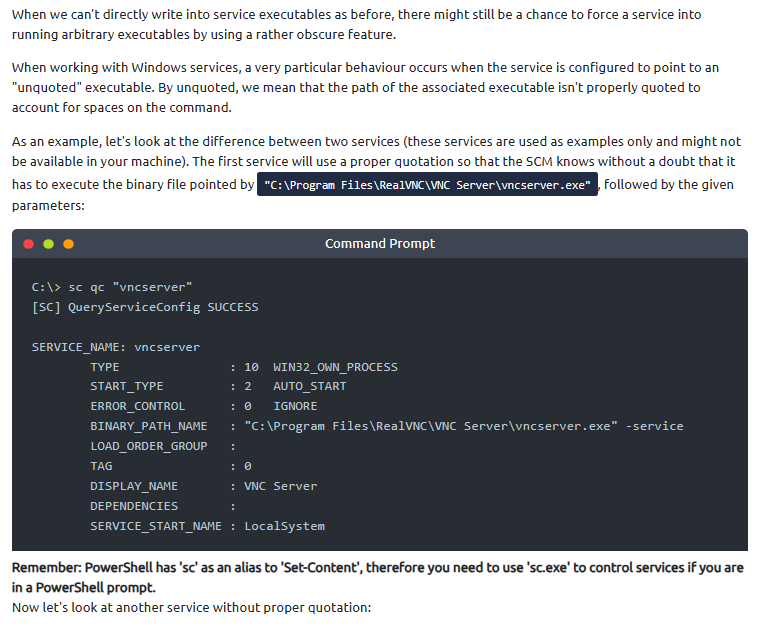 When we can't directly write into service executables as before, there might still be a chance to force a service into
running arbitrary executables by using a rather obscure feature.
When working with Windows services, a very particular behaviour occurs when the service is configured to point to an
"unquoted" executable. By unquoted, we mean that the path of the associated executable isn't properly quoted to
account for spaces on the command.
As an example, let's look at the difference between two services (these services are used as examples only and might not
be available in your machine). The first service will use a proper quotation so that the SCM knows without a doubt that it
has to execute the binary file pointed by "C:\Program Files\RealVNC\VNC Server\vncserver.exe", followed by the given
parameters:
Command Prompt
C:\> sc qc "vncserver"
[SC] QueryServiceConfig SUCCESS
SERVICE_NAME: vncserver
TYPE : 10 WIN32_OWN_PROCESS
START_TYPE : 2 AUTO_START
ERROR_CONTROL : 0 IGNORE
BINARY_PATH_NAME : "C:\Program Files\RealVNC\VNC Server\vncserver.exe" -service
LOAD_ORDER_GROUP :
TAG : 0
DISPLAY_NAME : VNC Server
DEPENDENCIES :
SERVICE_START_NAME : LocalSystem
Remember: PowerShell has 'sc' as an alias to 'Set-Content', therefore you need to use 'sc.exe' to control services if you are
in a PowerShell prompt.
Now let's look at another service without proper quotation: